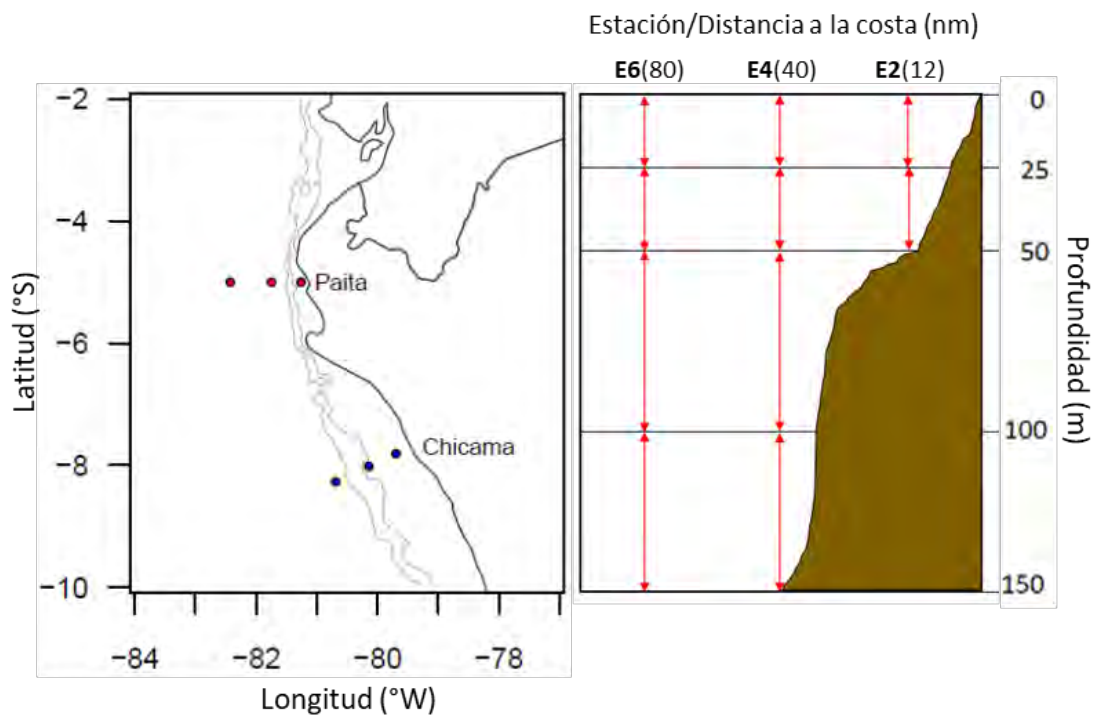 Estación/Distancia a la costa (nm)
E6(80) E4(40) E2(12)
−2
−4
−6
−8
−10
Latitud (°S)
Paita
Chicama
−84 −82 −80 −78
Longitud (°W)
0
25
50
100
150
Profundidad (m)